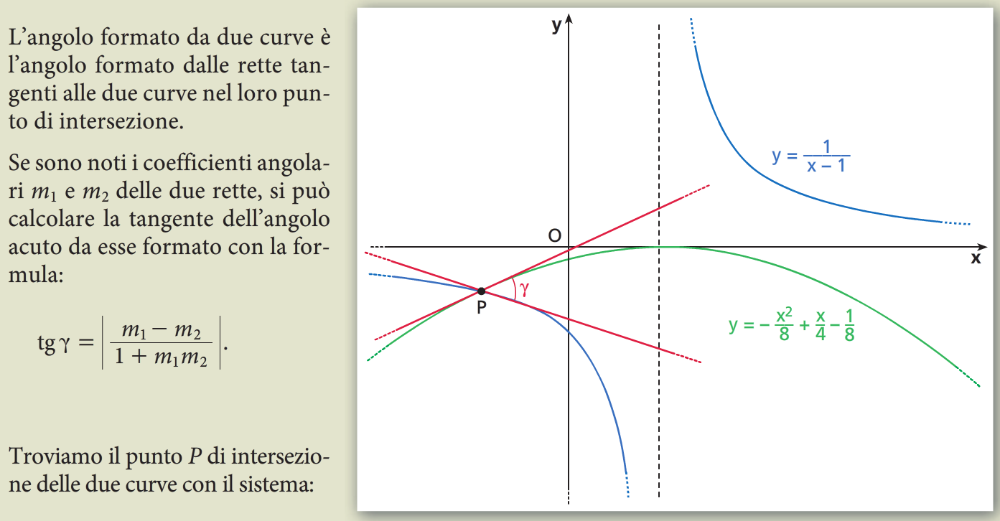 L’angolo formato da due curve è
l’angolo formato dalle rette tan-
genti alle due curve nel loro pun-
to di intersezione.
Se sono noti i coefficienti angola-
ri m₁ e m₂ delle due rette, si può
calcolare la tangente dell’angolo
acuto da esse formato con la for-
mula:
tg γ = | (m₁ − m₂) / (1 + m₁m₂) |.
Troviamo il punto P di intersezio-
ne delle due curve con il sistema:
y
y = 1 / (x − 1)
O
x
γ
P
y = − x²/8 + x/4 − 1/8